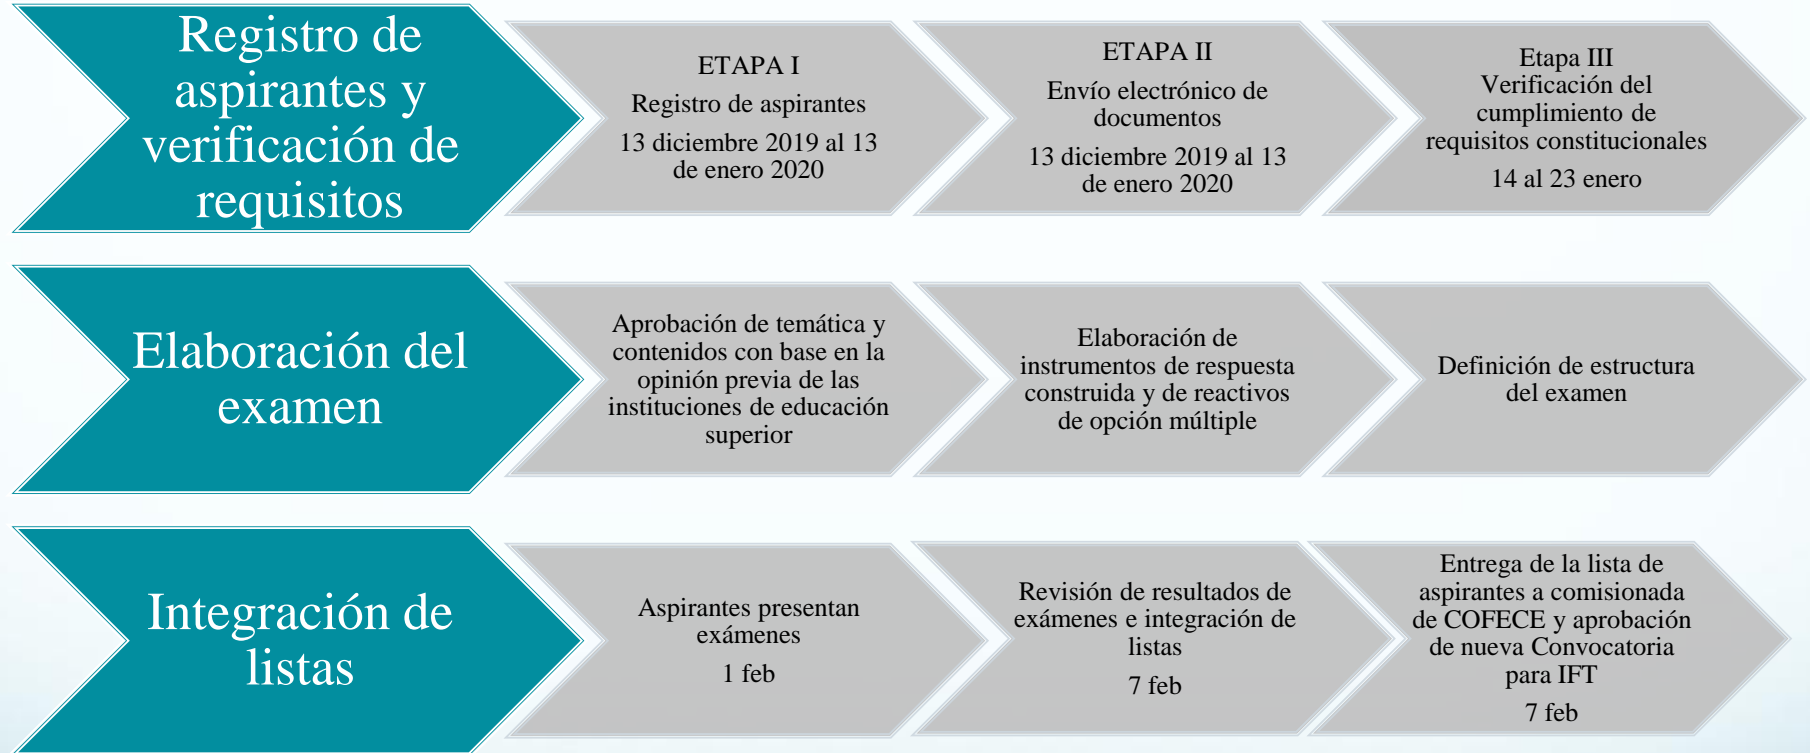 Registro de
aspirantes y
verificación de
requisitos
ETAPA I
Registro de aspirantes
13 diciembre 2019 al 13
de enero 2020
ETAPA II
Envío electrónico de
documentos
13 diciembre 2019 al 13
de enero 2020
Etapa III
Verificación del
cumplimiento de
requisitos constitucionales
14 al 23 enero
Elaboración del
examen
Aprobación de temática y
contenidos con base en la
opinión previa de las
instituciones de educación
superior
Elaboración de
instrumentos de respuesta
construida y de reactivos
de opción múltiple
Definición de estructura
del examen
Integración de
listas
Aspirantes presentan
exámenes
1 feb
Revisión de resultados de
exámenes e integración de
listas
7 feb
Entrega de la lista de
aspirantes a comisionada
de COFECE y aprobación
de nueva Convocatoria
para IFT
7 feb